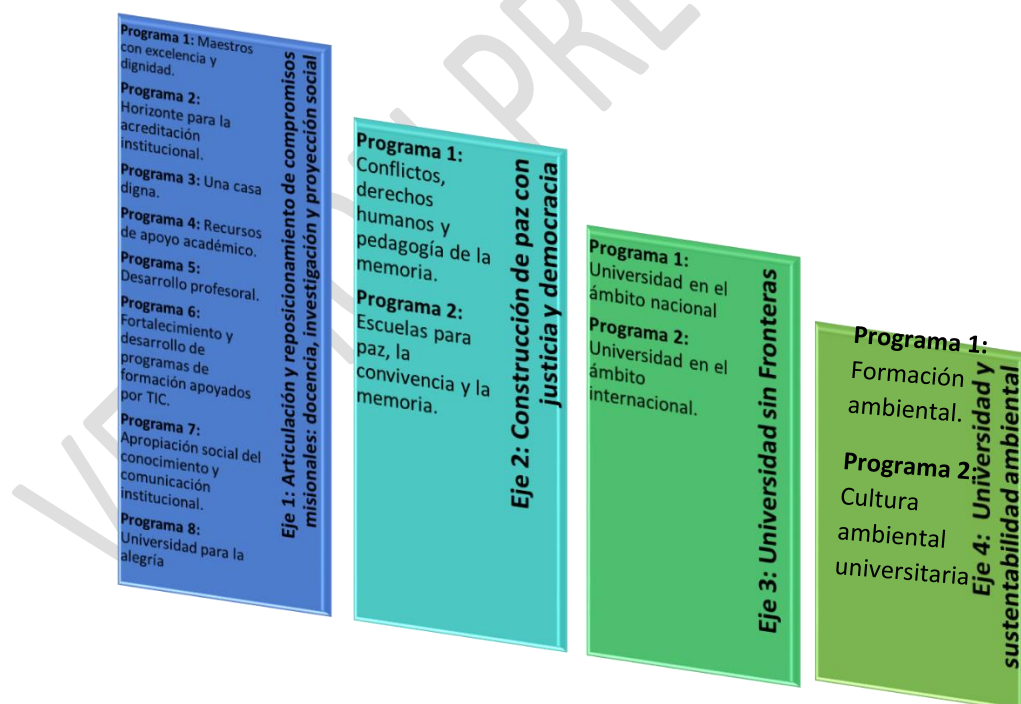 Programa 1: Maestros
con excelencia y
dignidad.
Programa 2:
Horizonte para la
acreditación
institucional.
Programa 3: Una casa
digna.
Programa 4: Recursos
de apoyo académico.
Programa 5:
Desarrollo profesoral.
Programa 6:
Fortalecimiento y
desarrollo de
programas de
formación apoyados
por TIC.
Programa 7:
Apropiación social del
conocimiento y
comunicación
institucional.
Programa 8:
Universidad para la
alegría
Eje 1: Articulación y reposicionamiento de compromisos
misionales: docencia, investigación y proyección social
Programa 1:
Conflictos,
derechos
humanos y
pedagogía de la
memoria.
Programa 2:
Escuelas para
paz, la
convivencia y la
memoria.
Eje 2: Construcción de paz con
justicia y democracia
Programa 1:
Universidad en el
ámbito nacional
Programa 2:
Universidad en el
ámbito
internacional.
Eje 3: Universidad sin Fronteras
Programa 1:
Formación
ambiental.
Programa 2:
Cultura
ambiental
universitaria
Eje 4: Universidad y
sustentabilidad ambiental